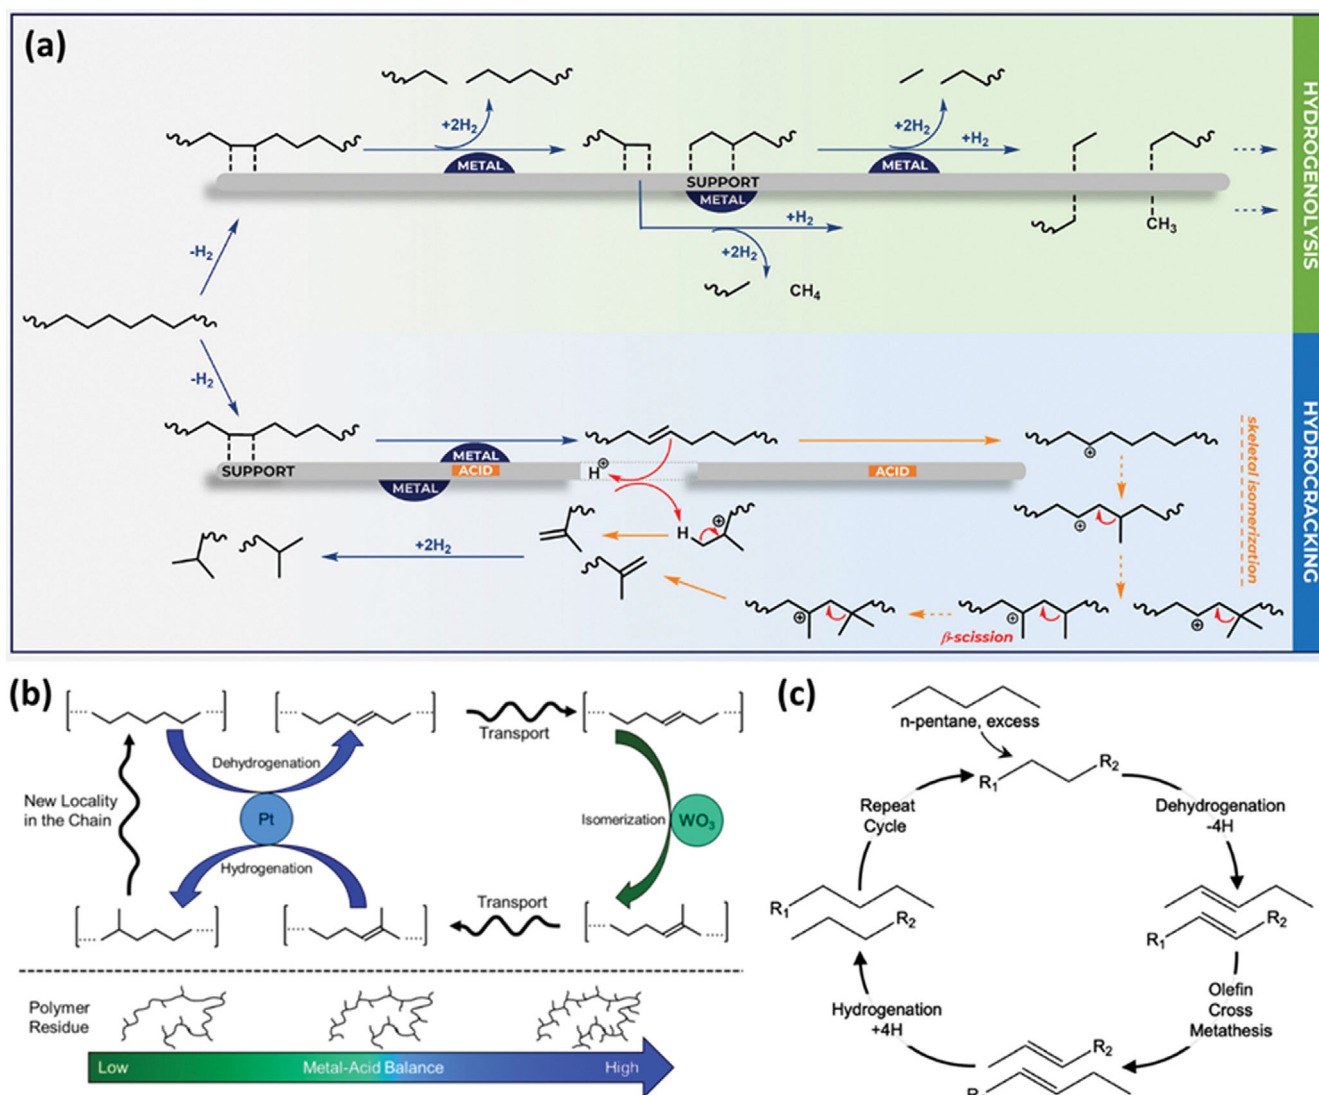 (a)
+2H₂
METAL
+2H₂
+H₂
METAL
SUPPORT
METAL
+H₂
+2H₂
CH₃
CH₄
-H₂
-H₂
HYDROGENOLYSIS
METAL
ACID
SUPPORT
METAL
H⊕
ACID
⊕
skeletal isomerization
⊕
H
⊕
+2H₂
⊕
⊕
⊕
β-scission
HYDROCRACKING
(b)
Transport
Dehydrogenation
New Locality
in the Chain
Pt
Isomerization
WO₃
Hydrogenation
Transport
Polymer
Residue
Low
Metal-Acid Balance
High
(c)
n-pentane, excess
R₁
R₂
Repeat
Cycle
Dehydrogenation
-4H
R₁
R₂
R₁
R₂
Hydrogenation
+4H
Olefin
Cross
Metathesis
R₂